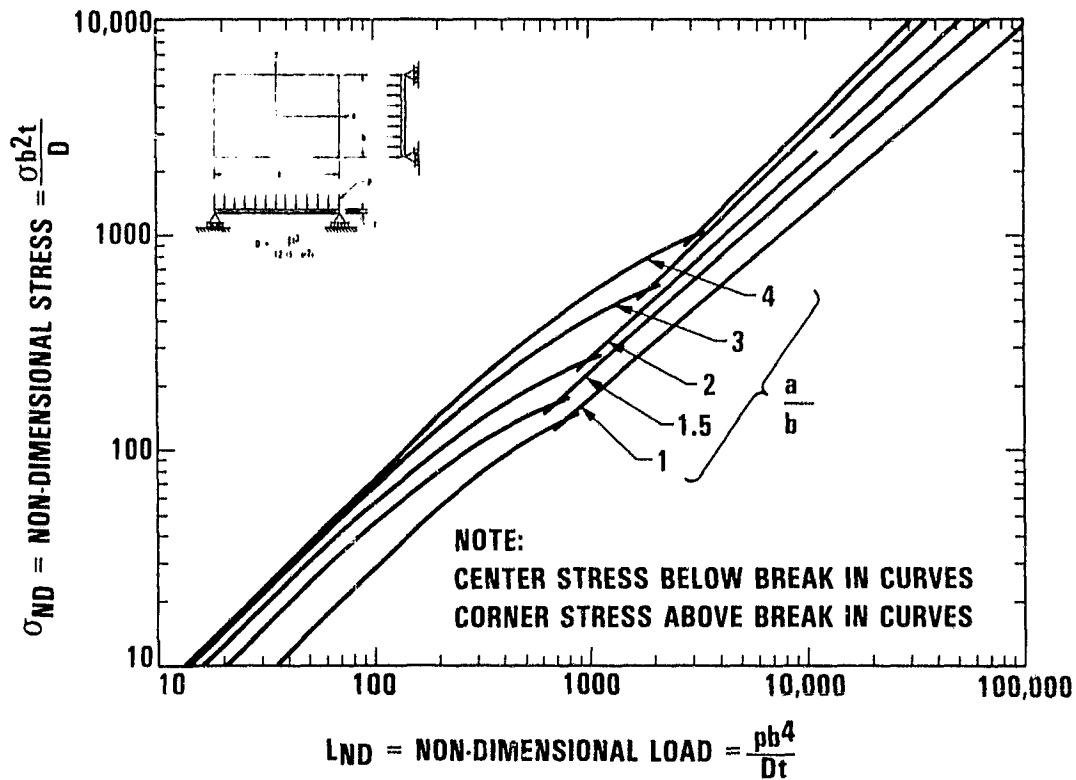 10,000
1000
100
10
σND = NON-DIMENSIONAL STRESS = σb²t/D
4
3
2
1.5
1
a/b
NOTE:
CENTER STRESS BELOW BREAK IN CURVES
CORNER STRESS ABOVE BREAK IN CURVES
10 100 1000 10,000 100,000
LND = NON-DIMENSIONAL LOAD = pb⁴/Dt